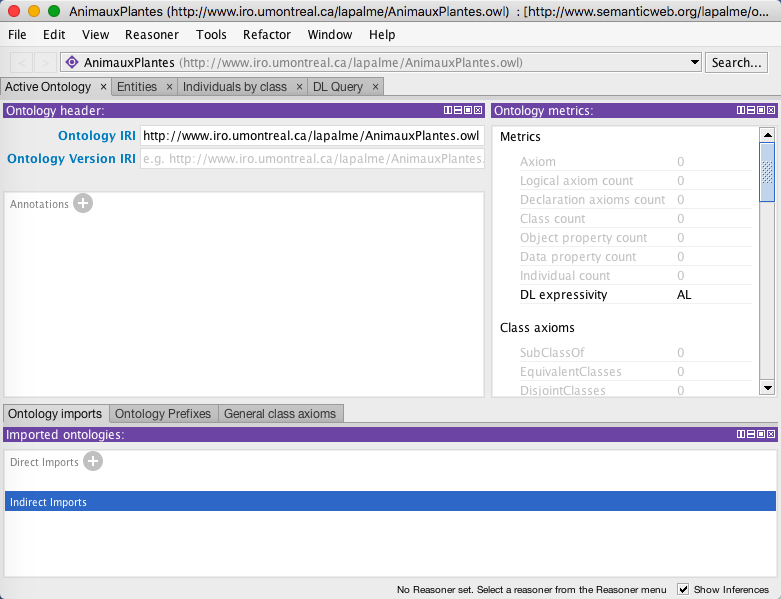 AnimauxPlantes (http://www.iro.umontreal.ca/lapalme/AnimauxPlantes.owl) : [http://www.semanticweb.org/lapalme/o...
File Edit View Reasoner Tools Refactor Window Help
< > AnimauxPlantes (http://www.iro.umontreal.ca/lapalme/AnimauxPlantes.owl) Search...
Active Ontology × Entities × Individuals by class × DL Query ×
Ontology header:
Ontology IRI http://www.iro.umontreal.ca/lapalme/AnimauxPlantes.owl
Ontology Version IRI e.g. http://www.iro.umontreal.ca/lapalme/AnimauxPlantes.
Annotations
Ontology metrics:
Metrics
Axiom 0
Logical axiom count 0
Declaration axioms count 0
Class count 0
Object property count 0
Data property count 0
Individual count 0
DL expressivity AL
Class axioms
SubClassOf 0
EquivalentClasses 0
DisjointClasses 0
Ontology imports Ontology Prefixes General class axioms
Imported ontologies:
Direct Imports
Indirect Imports
No Reasoner set. Select a reasoner from the Reasoner menu Show Inferences